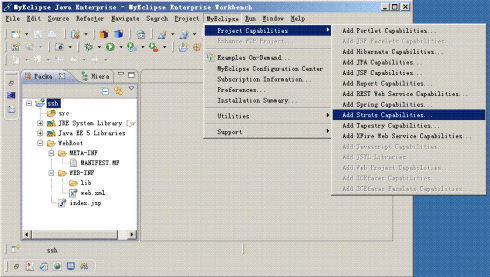 MyEclipse Java Enterprise - MyEclipse Enterprise Workbench
File Edit Source Refactor Navigate Search Project MyEclipse Run Window Help
Project Capabilities
Enhance EJB Project
Examples On-Demand...
MyEclipse Configuration Center
Subscription Information...
Preferences...
Installation Summary...
Utilities
Support
Add Portlet Capabilities...
Add JSF Facelets Capabilities
Add Hibernate Capabilities...
Add JPA Capabilities...
Add JSF Capabilities...
Add Report Capabilities...
Add REST Web Service Capabilities...
Add Spring Capabilities...
Add Struts Capabilities...
Add Tapestry Capabilities...
Add XFire Web Service Capabilities...
Add Javascript Capabilities
Add JSTL Libraries
Add Web Project Capabilities
Add ICEfaces Capabilities
Add ICEfaces Facelets Capabilities
Packa
Hiera
ssh
src
JRE System Library
Java EE 5 Libraries
WebRoot
META-INF
MANIFEST.MF
WEB-INF
lib
web.xml
index.jsp
ssh